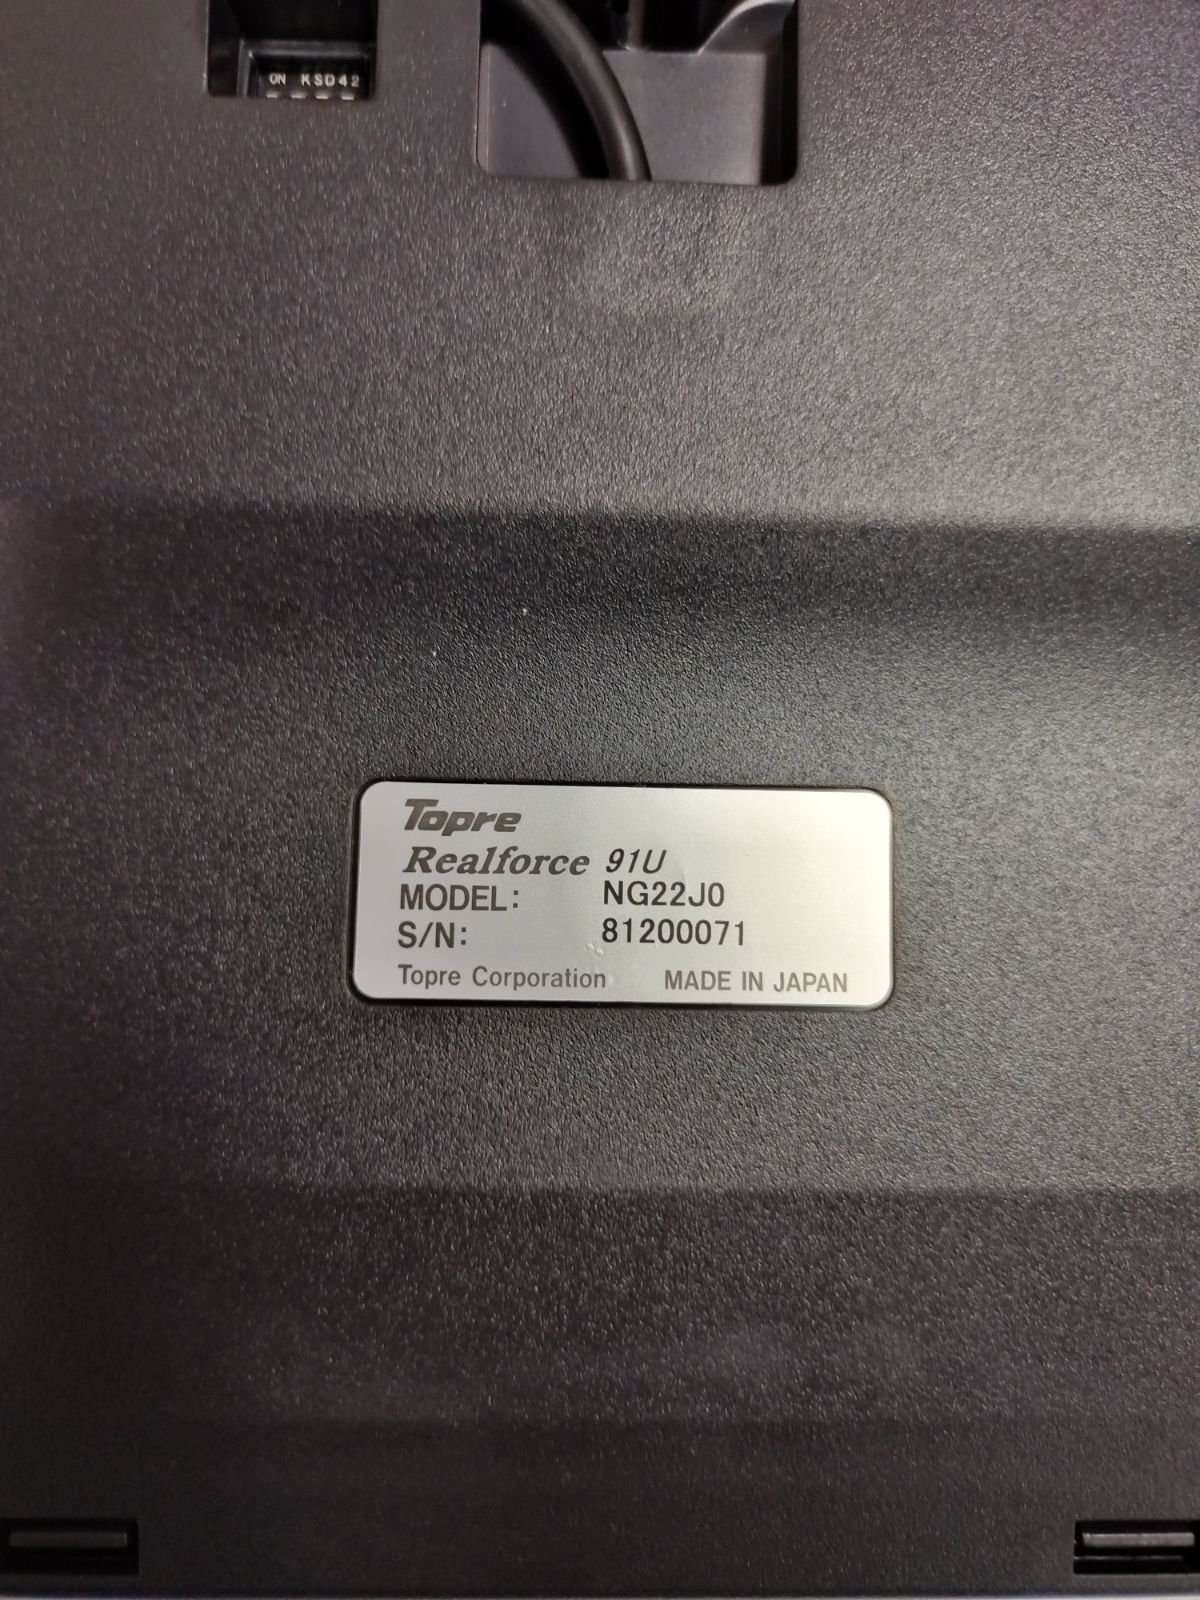 ON KSD42
Topre
Realforce 91U
MODEL: NG22J0
S/N: 81200071
Topre Corporation MADE IN JAPAN